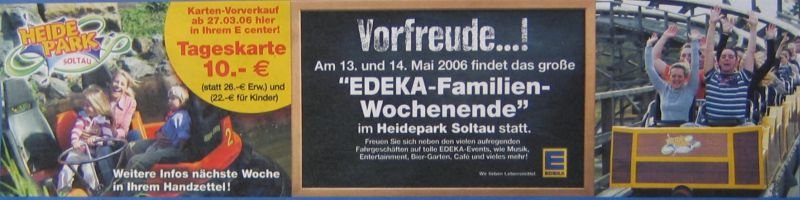 HEIDE
PARK
SOLTAU
Karten-Vorverkauf
ab 27.03.06 hier
in Ihrem E center!
Tageskarte
10.- €
(statt 26.-€ Erw.) und
(22.-€ für Kinder)
2
Weitere Infos nächste Woche
in Ihrem Handzettel!
Vorfreude...!
Am 13. und 14. Mai 2006 findet das große
"EDEKA-Familien-
Wochenende"
im Heidepark Soltau statt.
Freuen Sie sich neben den vielen aufregenden
Fahrgeschäften auf tolle EDEKA-Events, wie Musik,
Entertainment, Bier-Garten, Café und vieles mehr!
E
EDEKA
Wir lieben Lebensmittel.